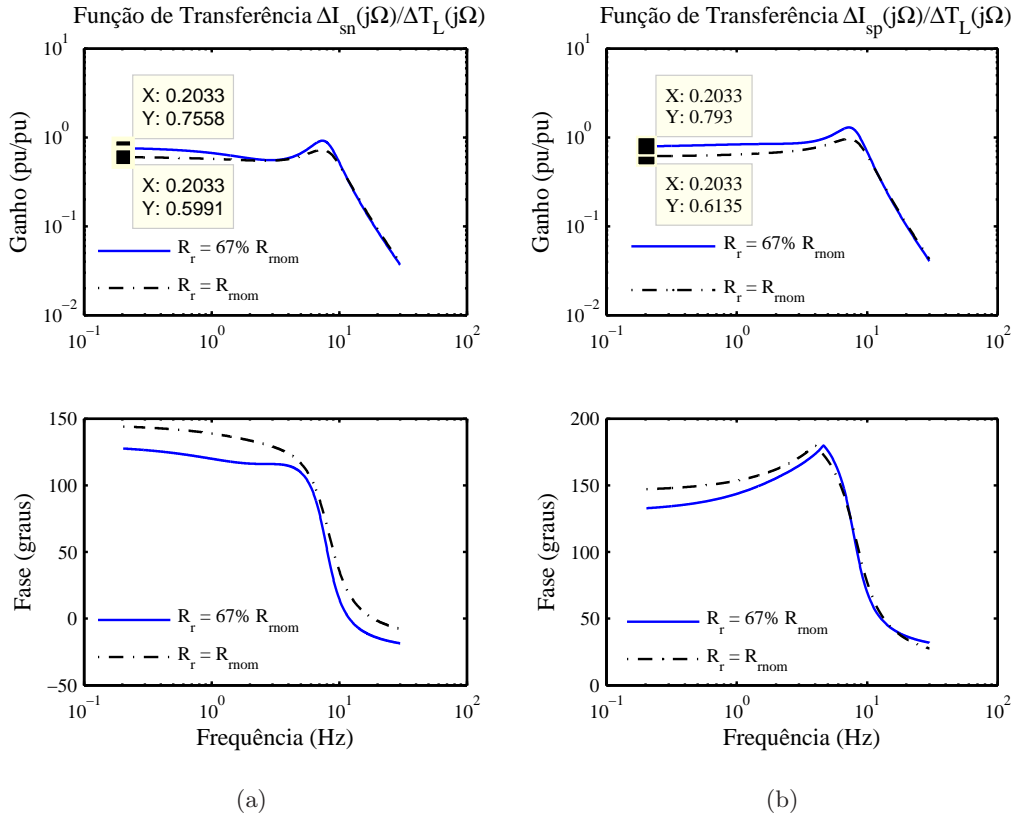 Função de Transferência ΔI_sn(jΩ)/ΔT_L(jΩ)
10^1
10^0
10^−1
10^−2
Ganho (pu/pu)
X: 0.2033
Y: 0.7558
X: 0.2033
Y: 0.5991
R_r = 67% R_rnom
R_r = R_rnom
10^−1
10^0
10^1
10^2
150
100
50
0
−50
Fase (graus)
R_r = 67% R_rnom
R_r = R_rnom
10^−1
10^0
10^1
10^2
Frequência (Hz)
(a)
Função de Transferência ΔI_sp(jΩ)/ΔT_L(jΩ)
10^1
10^0
10^−1
10^−2
Ganho (pu/pu)
X: 0.2033
Y: 0.793
X: 0.2033
Y: 0.6135
R_r = 67% R_rnom
R_r = R_rnom
10^−1
10^0
10^1
10^2
200
150
100
50
0
Fase (graus)
R_r = 67% R_rnom
R_r = R_rnom
10^−1
10^0
10^1
10^2
Frequência (Hz)
(b)